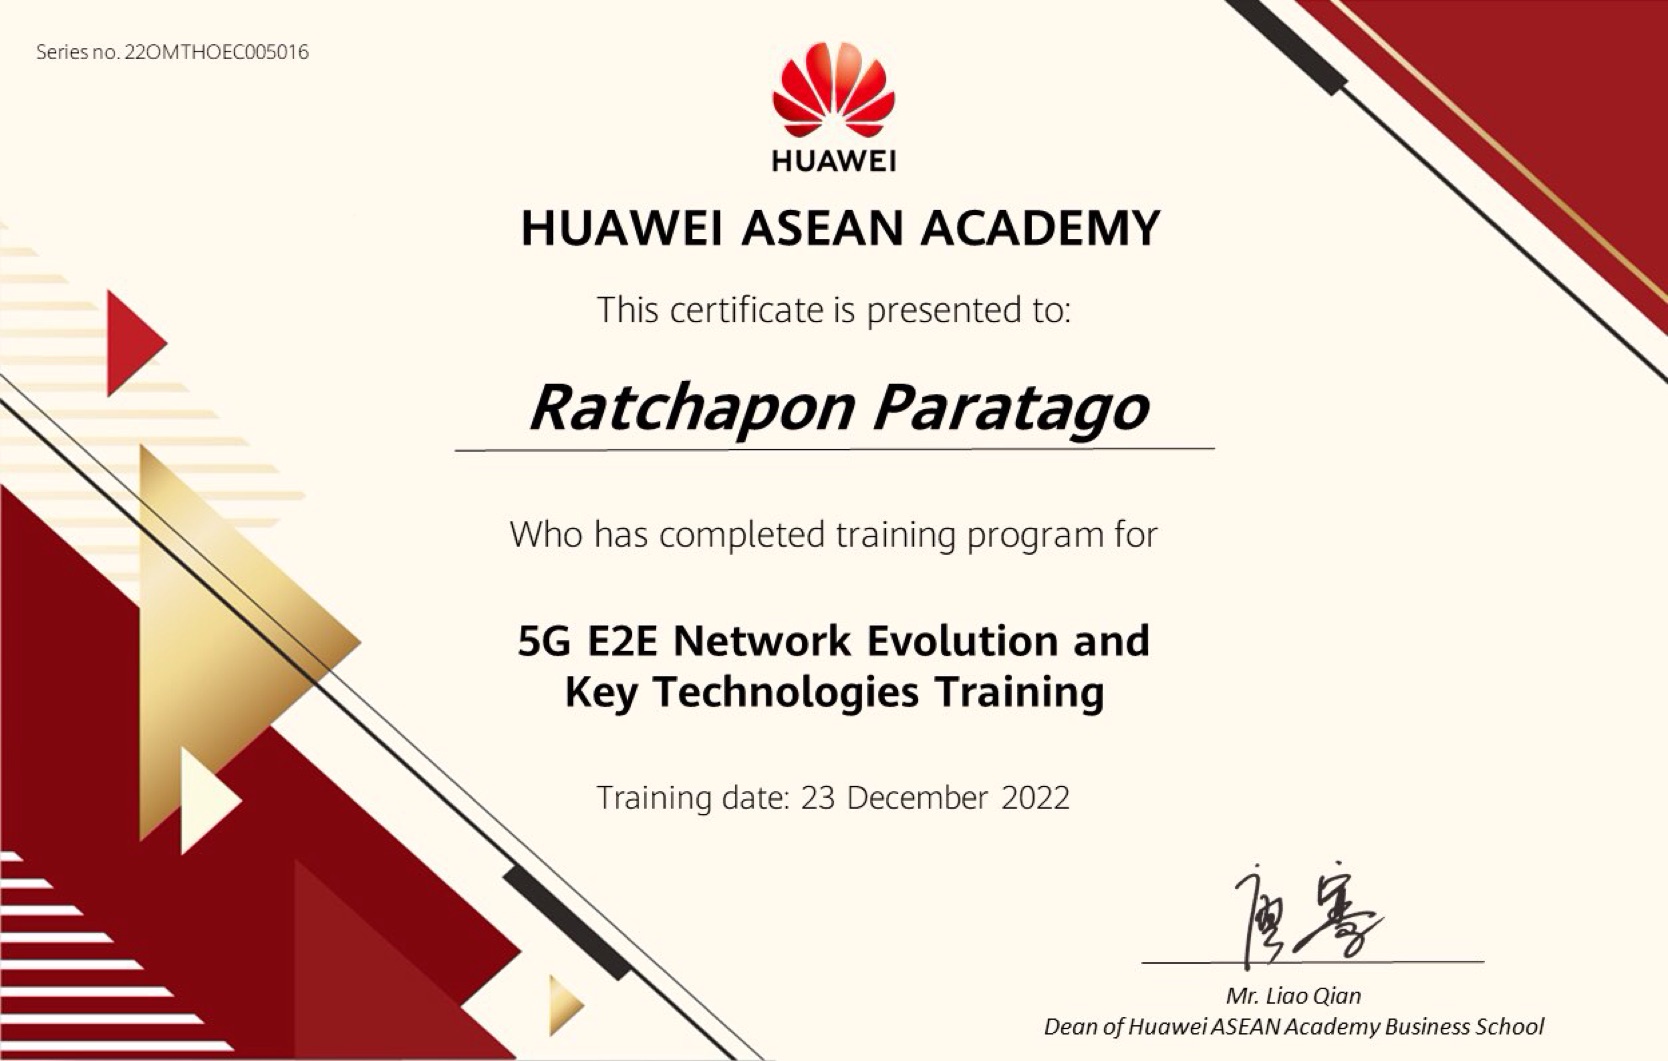 Series no. 22OMTHOEC005016
HUAWEI
HUAWEI ASEAN ACADEMY
This certificate is presented to:
Ratchapon Paratago
Who has completed training program for
5G E2E Network Evolution and
Key Technologies Training
Training date: 23 December 2022
Mr. Liao Qian
Dean of Huawei ASEAN Academy Business School